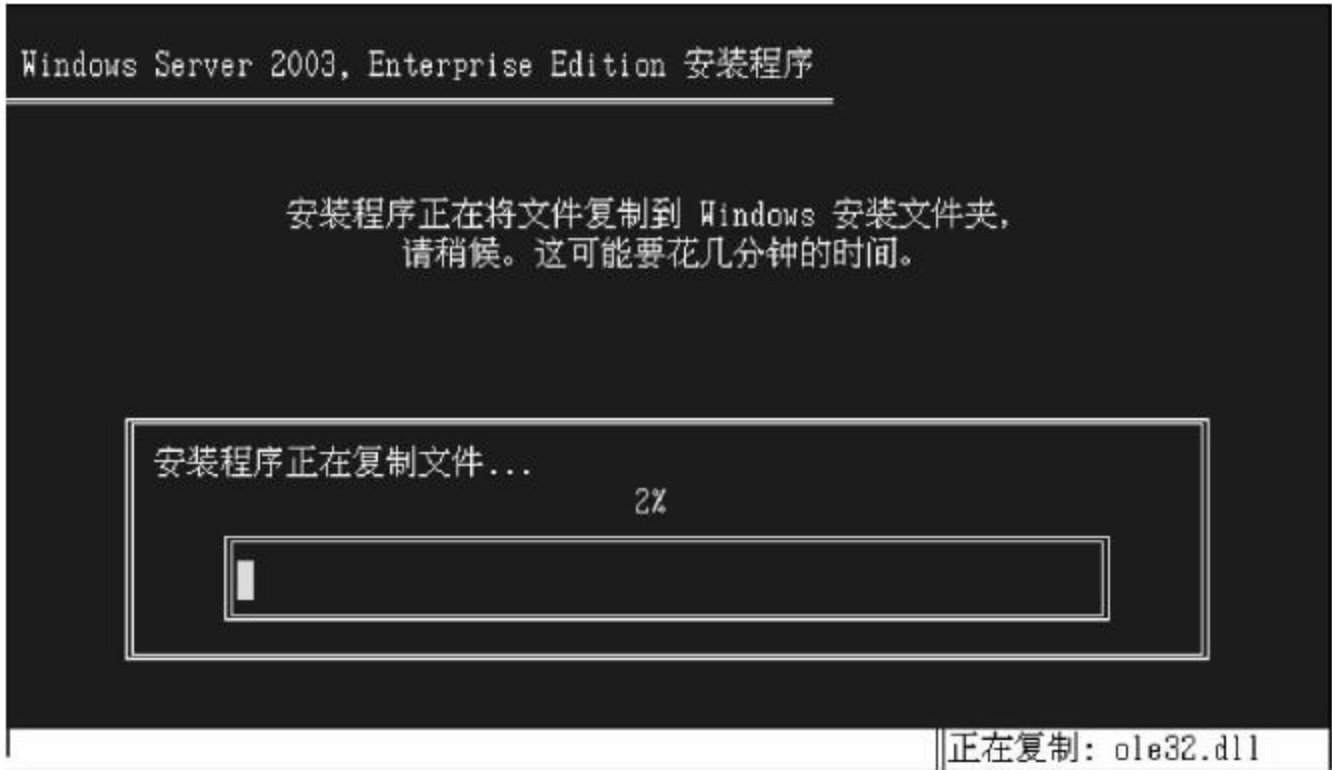 Windows Server 2003, Enterprise Edition 安装程序
安装程序正在将文件复制到 Windows 安装文件夹,
请稍候。这可能要花几分钟的时间。
安装程序正在复制文件...
2%
正在复制: ole32.dll